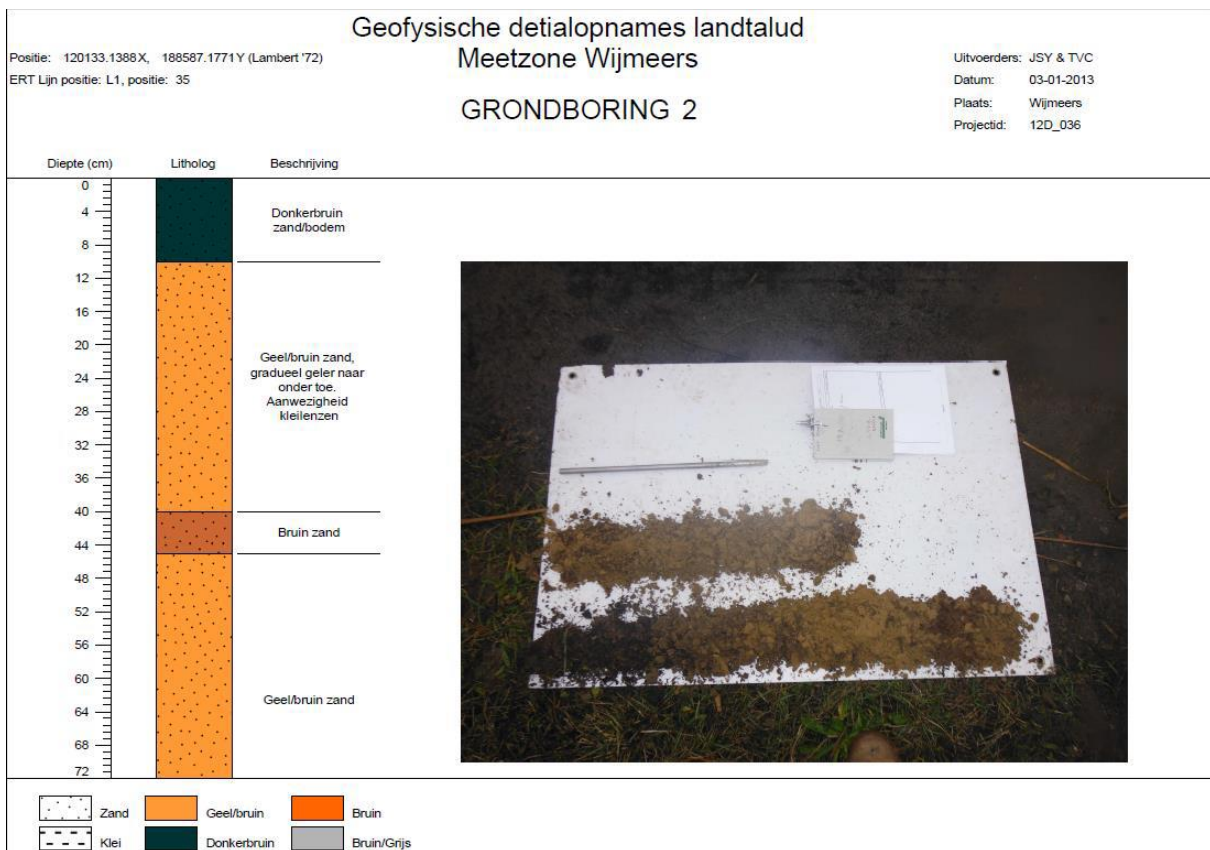 Geofysische detialopnames landtalud
Meetzone Wijmeers
GRONDBORING 2
Positie: 120133.1388X, 188587.1771Y (Lambert '72)
ERT Lijn positie: L1, positie: 35
Uitvoerders: JSY & TVC
Datum: 03-01-2013
Plaats: Wijmeers
Projectid: 12D_036
Diepte (cm) Litholog Beschrijving
0
4
8
12
16
20
24
28
32
36
40
44
48
52
56
60
64
68
72
Donkerbruin
zand/bodem
Geel/bruin zand,
gradueel geler naar
onder toe.
Aanwezigheid
kleilenzen
Bruin zand
Geel/bruin zand
Zand Geel/bruin Bruin
Klei Donkerbruin Bruin/Grijs